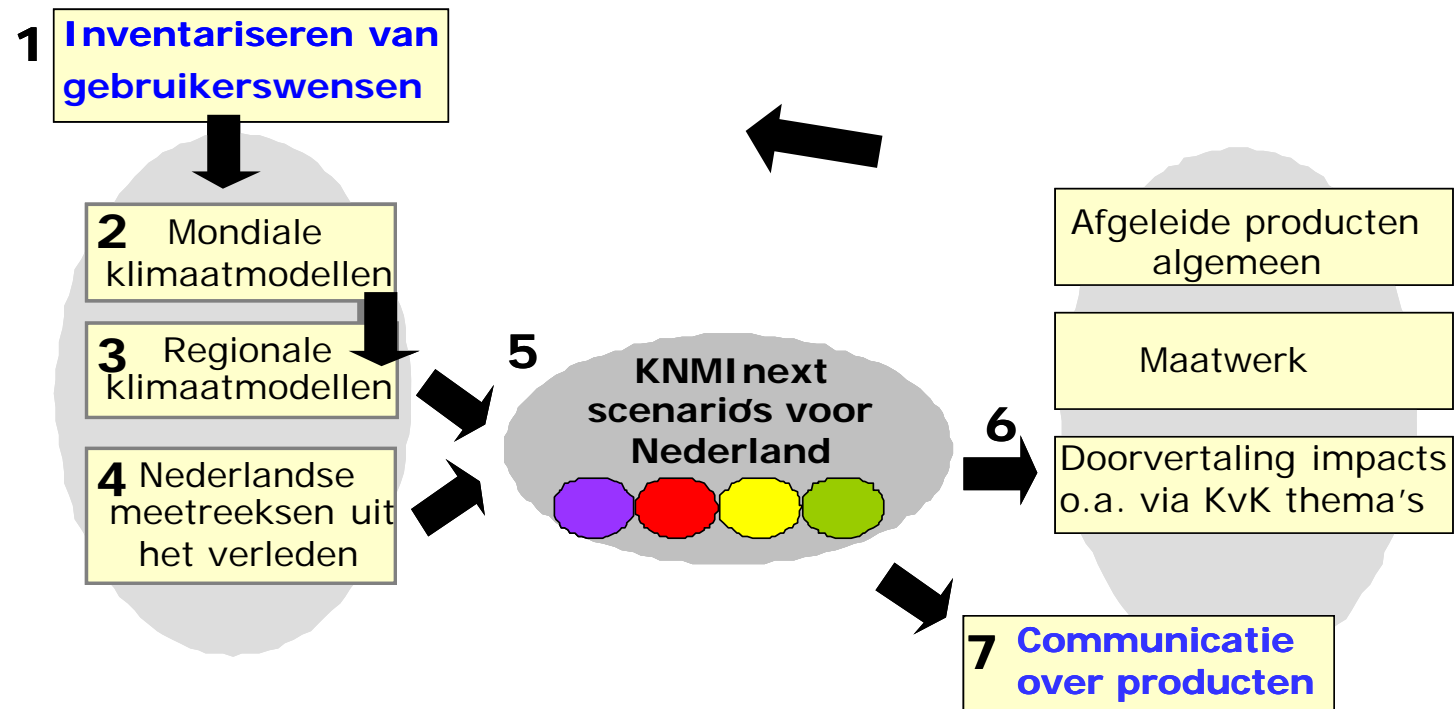 1 Inventariseren van
gebruikerswensen
2 Mondiale
klimaatmodellen
3 Regionale
klimaatmodellen
4 Nederlandse
meetreeksen uit
het verleden
5
KNMInext
scenario's voor
Nederland
6
Afgeleide producten
algemeen
Maatwerk
Doorvertaling impacts
o.a. via KvK thema's
7 Communicatie
over producten